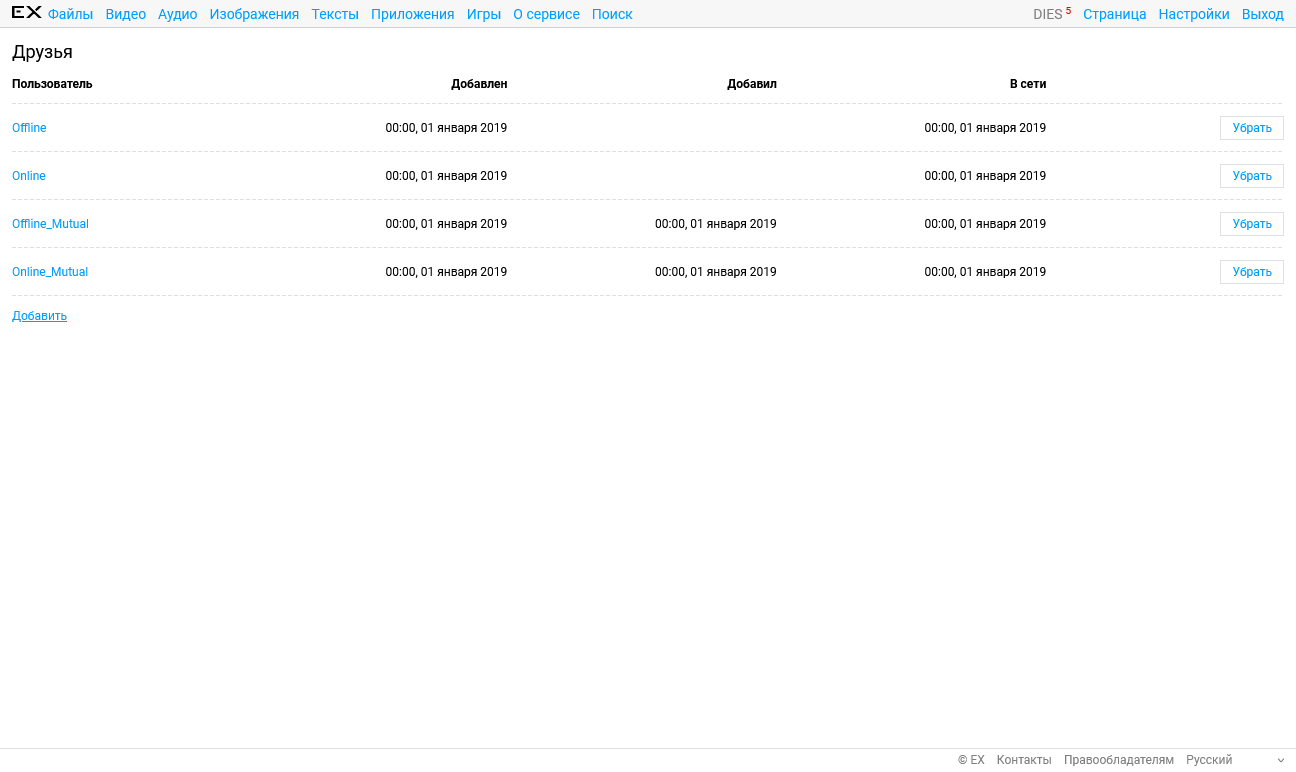 EX Файлы Видео Аудио Изображения Тексты Приложения Игры О сервисе Поиск DIES 5 Страница Настройки Выход
Друзья
Пользователь Добавлен Добавил В сети
Offline 00:00, 01 января 2019 00:00, 01 января 2019 Убрать
Online 00:00, 01 января 2019 00:00, 01 января 2019 Убрать
Offline_Mutual 00:00, 01 января 2019 00:00, 01 января 2019 00:00, 01 января 2019 Убрать
Online_Mutual 00:00, 01 января 2019 00:00, 01 января 2019 00:00, 01 января 2019 Убрать
Добавить
© EX Контакты Правообладателям Русский